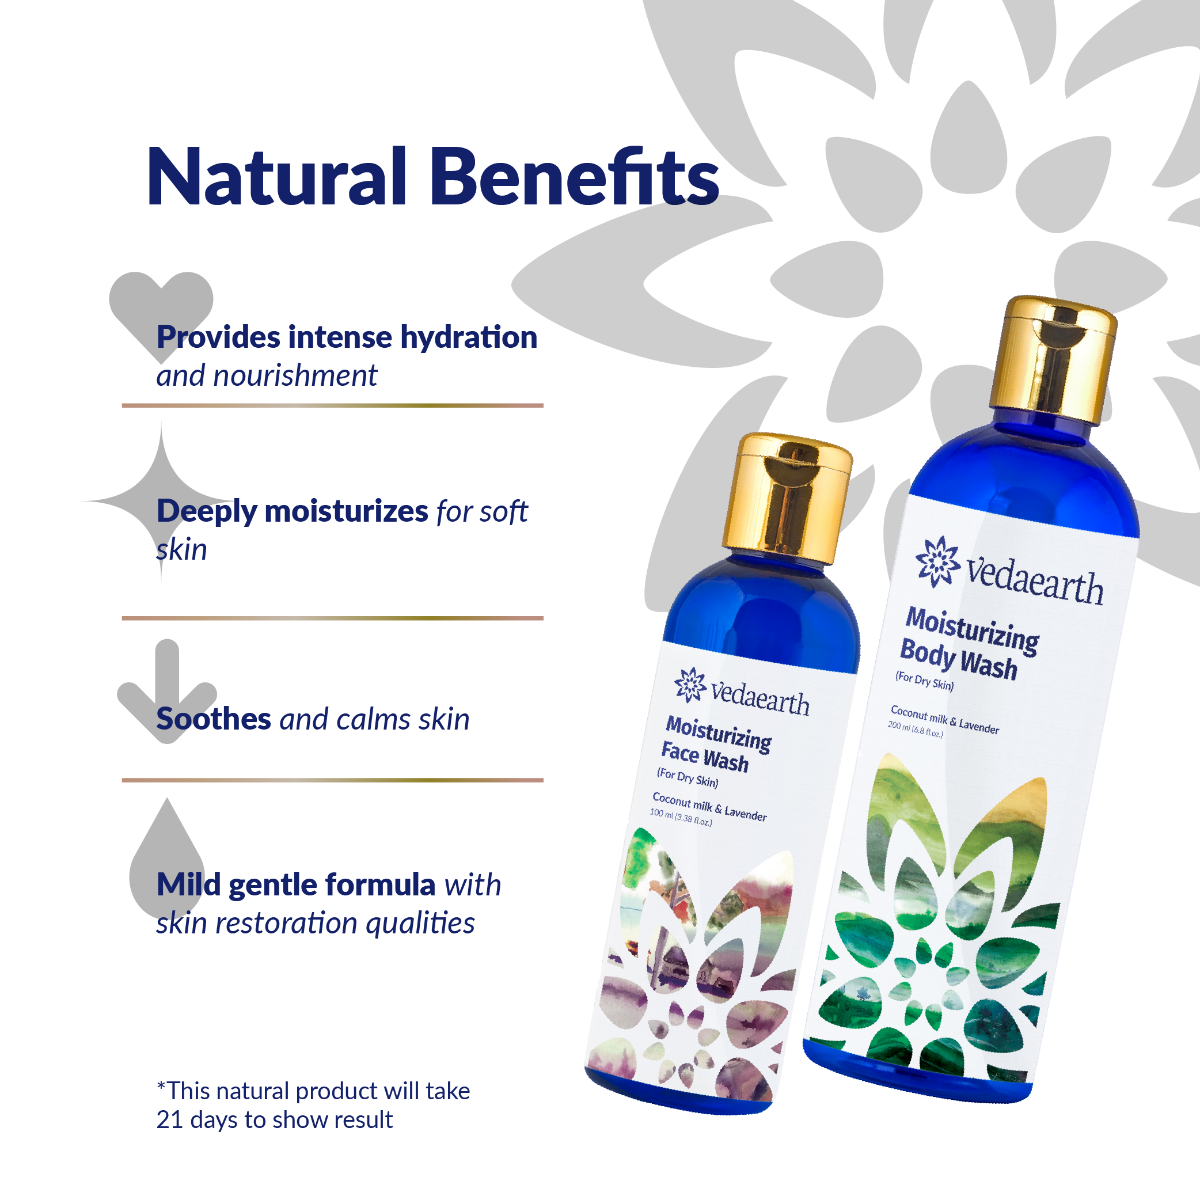 Natural Benefits
Provides intense hydration
and nourishment
Deeply moisturizes for soft
skin
Soothes and calms skin
Mild gentle formula with
skin restoration qualities
*This natural product will take
21 days to show result
vedaearth
Moisturizing
Face Wash
(For Dry Skin)
Coconut milk & Lavender
100 ml (3.38 fl.oz.)
vedaearth
Moisturizing
Body Wash
(For Dry Skin)
Coconut milk & Lavender
200 ml (6.8 fl.oz.)